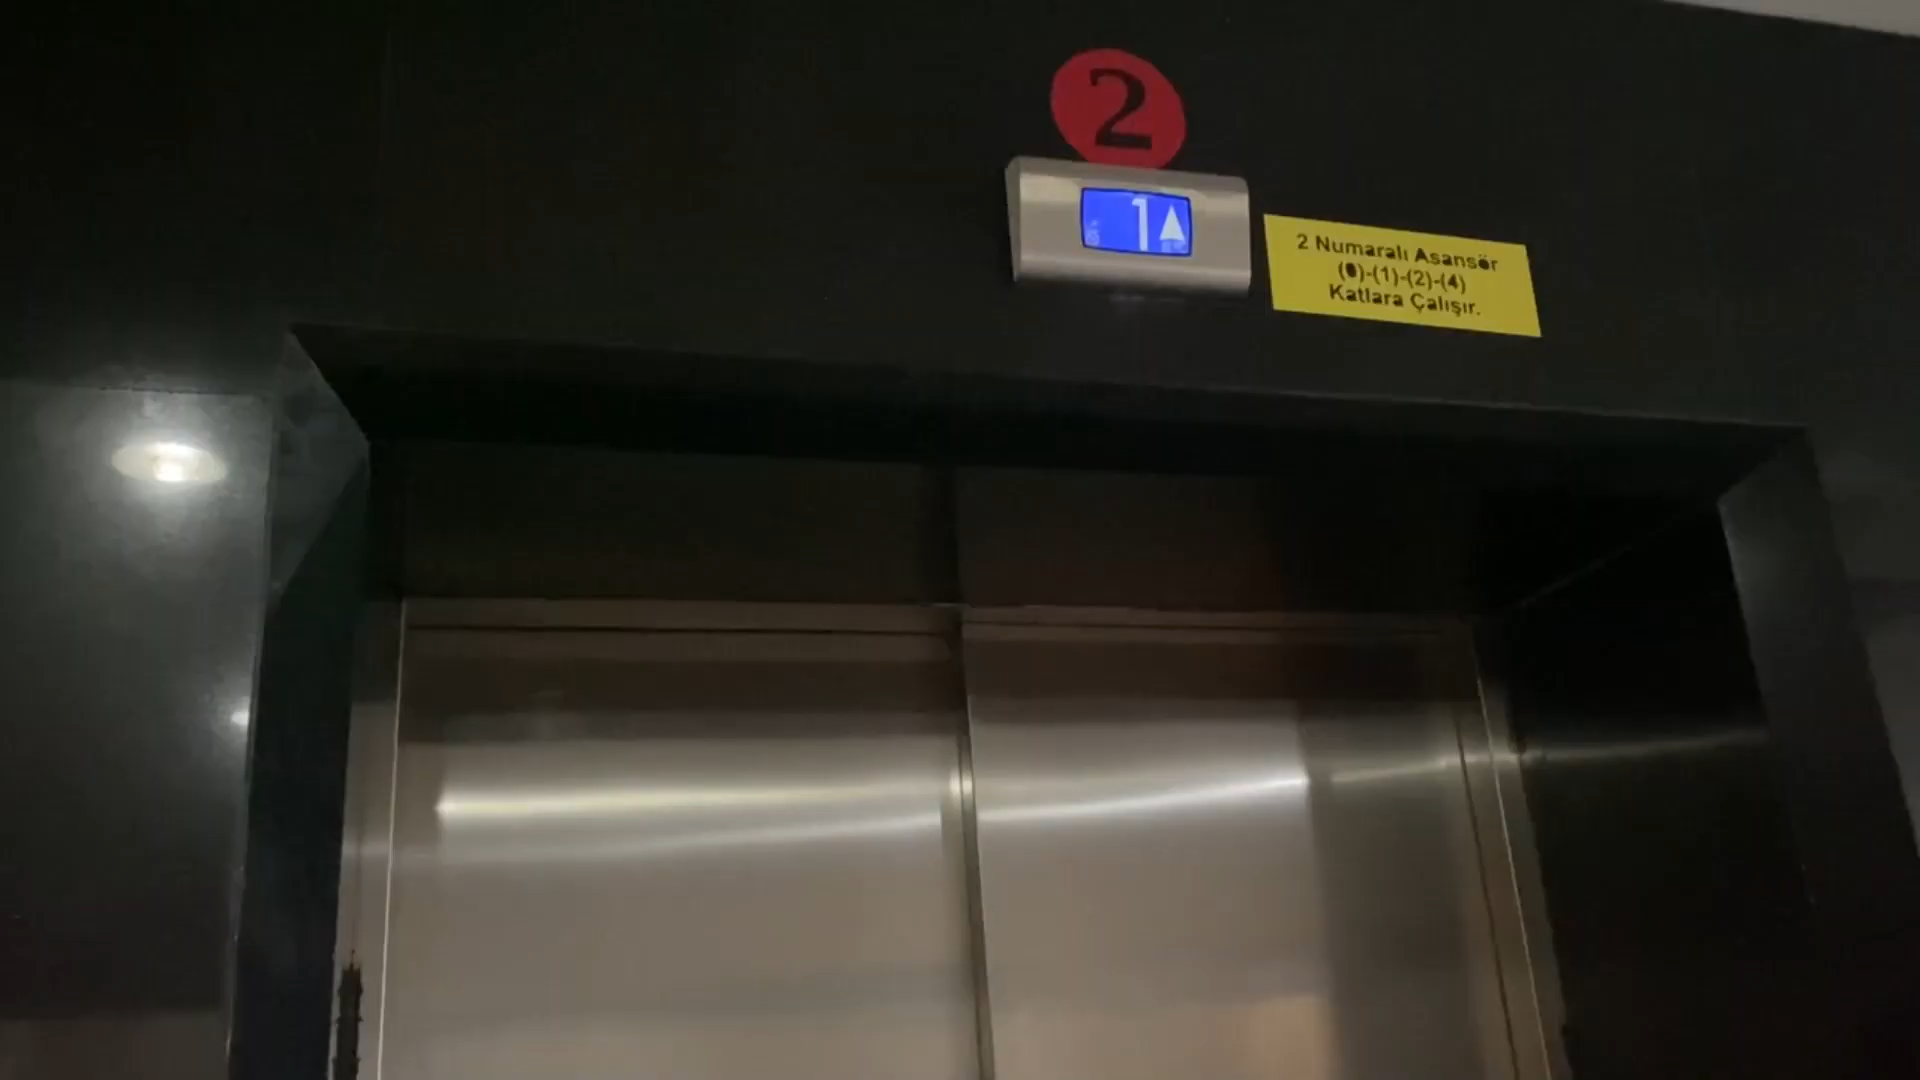 2
1
2 Numaralı Asansör
(0)-(1)-(2)-(4)
Katlara Çalışır.